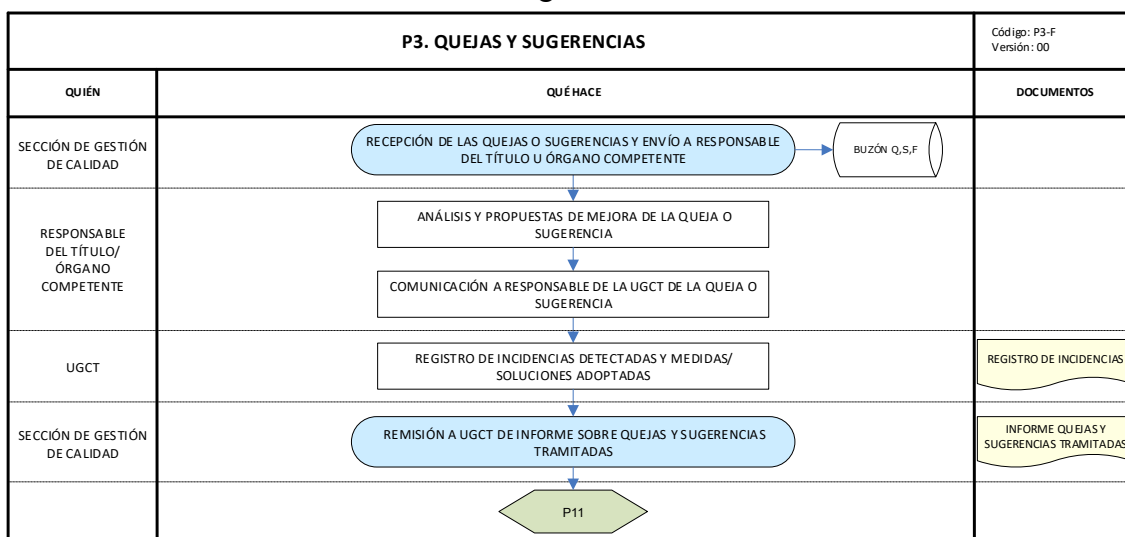 P3. QUEJAS Y SUGERENCIAS
Código: P3-F
Versión: 00
QUIÉN
QUÉ HACE
DOCUMENTOS
SECCIÓN DE GESTIÓN
DE CALIDAD
RECEPCIÓN DE LAS QUEJAS O SUGERENCIAS Y ENVÍO A RESPONSABLE
DEL TÍTULO U ÓRGANO COMPETENTE
BUZÓN Q,S,F
RESPONSABLE
DEL TÍTULO/
ÓRGANO
COMPETENTE
ANÁLISIS Y PROPUESTAS DE MEJORA DE LA QUEJA O
SUGERENCIA
COMUNICACIÓN A RESPONSABLE DE LA UGCT DE LA QUEJA O
SUGERENCIA
UGCT
REGISTRO DE INCIDENCIAS DETECTADAS Y MEDIDAS/
SOLUCIONES ADOPTADAS
REGISTRO DE INCIDENCIAS
SECCIÓN DE GESTIÓN
DE CALIDAD
REMISIÓN A UGCT DE INFORME SOBRE QUEJAS Y SUGERENCIAS
TRAMITADAS
INFORME QUEJAS Y
SUGERENCIAS TRAMITADAS
P11